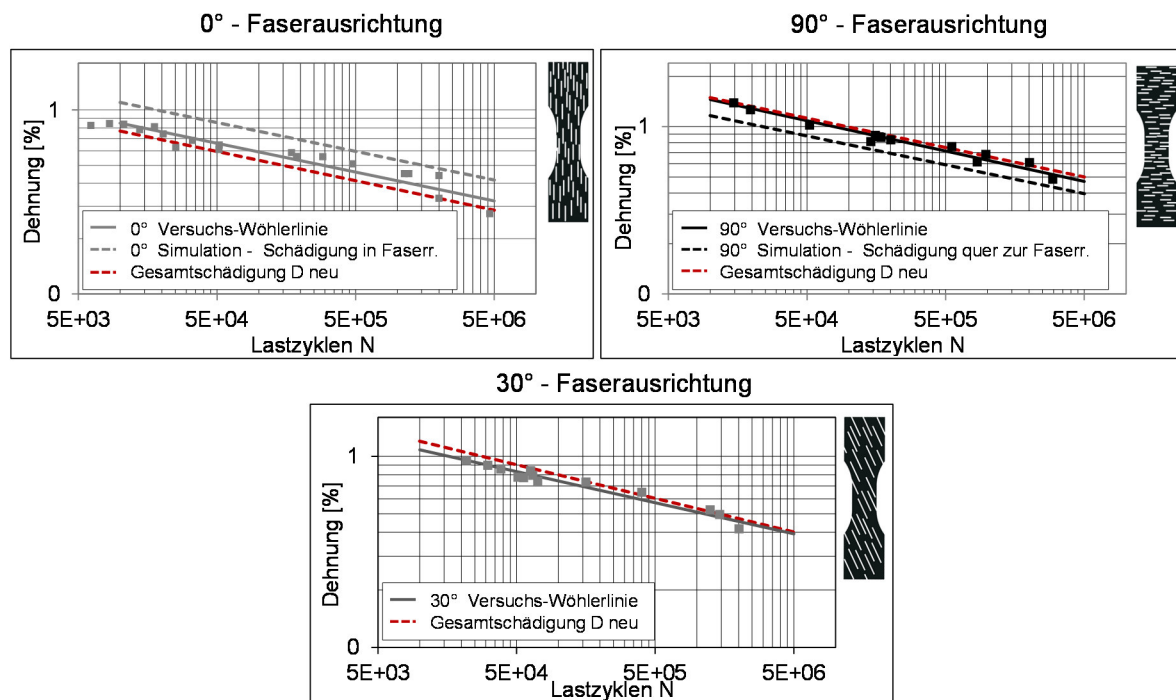 0° - Faserausrichtung
Dehnung [%]
1
0° Versuchs-Wöhlerlinie
0° Simulation - Schädigung in Faserr.
Gesamtschädigung D neu
0
5E+03 5E+04 5E+05 5E+06
Lastzyklen N
90° - Faserausrichtung
Dehnung [%]
1
90° Versuchs-Wöhlerlinie
90° Simulation - Schädigung quer zur Faserr.
Gesamtschädigung D neu
0
5E+03 5E+04 5E+05 5E+06
Lastzyklen N
30° - Faserausrichtung
Dehnung [%]
1
30° Versuchs-Wöhlerlinie
Gesamtschädigung D neu
0
5E+03 5E+04 5E+05 5E+06
Lastzyklen N